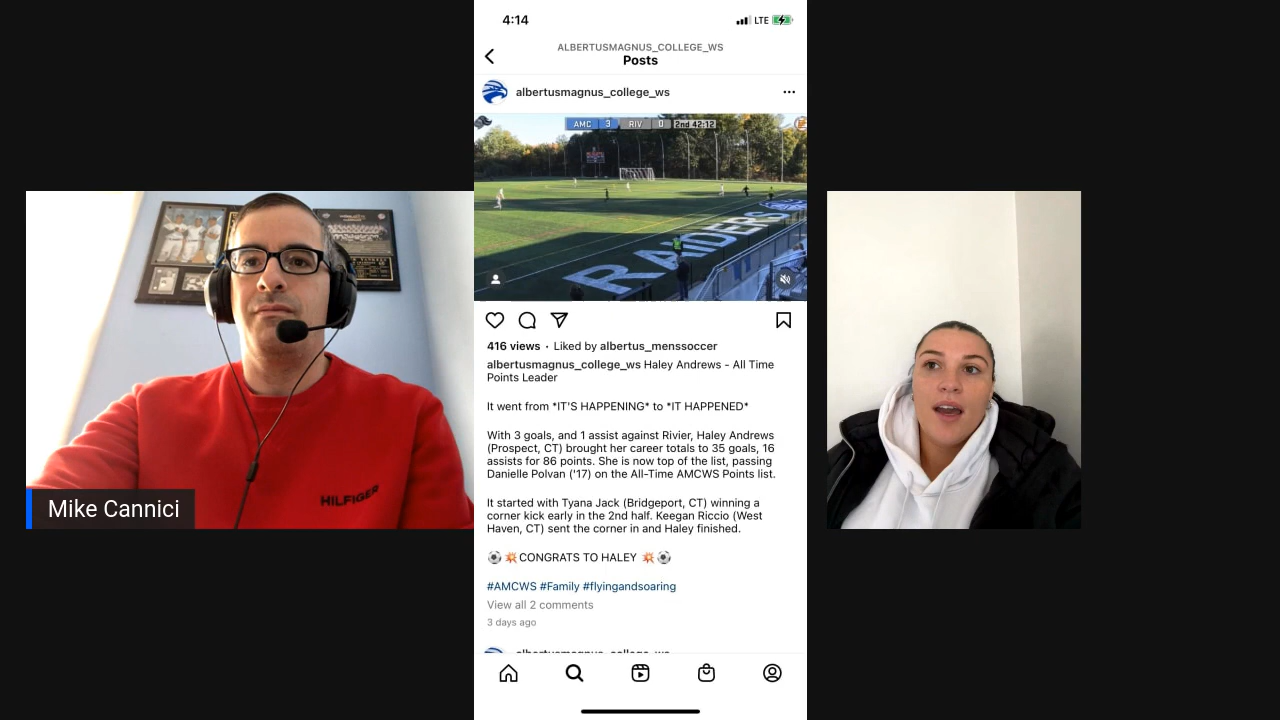 4:14
LTE
ALBERTUSMAGNUS_COLLEGE_WS
Posts
albertusmagnus_college_ws
AMC 3 RIV 0 2nd 42:12
RAIDERS
416 views · Liked by albertus_menssoccer
albertusmagnus_college_ws Haley Andrews - All Time
Points Leader
It went from *IT'S HAPPENING* to *IT HAPPENED*
With 3 goals, and 1 assist against Rivier, Haley Andrews
(Prospect, CT) brought her career totals to 35 goals, 16
assists for 86 points. She is now top of the list, passing
Danielle Polvan ('17) on the All-Time AMCWS Points list.
It started with Tyana Jack (Bridgeport, CT) winning a
corner kick early in the 2nd half. Keegan Riccio (West
Haven, CT) sent the corner in and Haley finished.
⚽💥CONGRATS TO HALEY 💥⚽
#AMCWS #Family #flyingandsoaring
View all 2 comments
3 days ago
HILFIGER
Mike Cannici